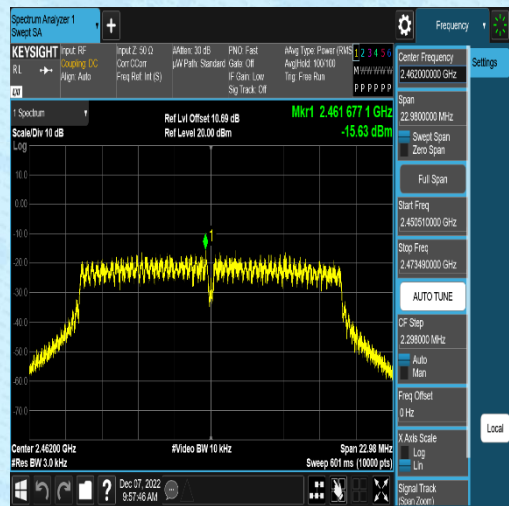 Spectrum Analyzer 1
Swept SA
Frequency
KEYSIGHT
Input: RF
Coupling: DC
Align: Auto
Input Z: 50 Ω
Corr CCorr
Freq Ref: Int (S)
#Atten: 30 dB
µW Path: Standard
PNO: Fast
Gate: Off
IF Gain: Low
Sig Track: Off
#Avg Type: Power (RMS
Avg|Hold: 100/100
Trig: Free Run
1 2 3 4 5 6
M W W W W W
P P P P P P
RL
LXI
1 Spectrum
Scale/Div 10 dB
Ref Lvl Offset 10.69 dB
Ref Level 20.00 dBm
Mkr1 2.461 677 1 GHz
-15.63 dBm
Log
10.0
0.00
-10.0
-20.0
-30.0
-40.0
-50.0
-60.0
-70.0
1
Center 2.46200 GHz
#Res BW 3.0 kHz
#Video BW 10 kHz
Span 22.98 MHz
Sweep 601 ms (10000 pts)
Dec 07, 2022
9:57:46 AM
Center Frequency
2.462000000 GHz
Settings
Span
22.9800000 MHz
Swept Span
Zero Span
Full Span
Start Freq
2.450510000 GHz
Stop Freq
2.473490000 GHz
AUTO TUNE
CF Step
2.298000 MHz
Auto
Man
Freq Offset
0 Hz
X Axis Scale
Log
Lin
Local
Signal Track
(Span Zoom)